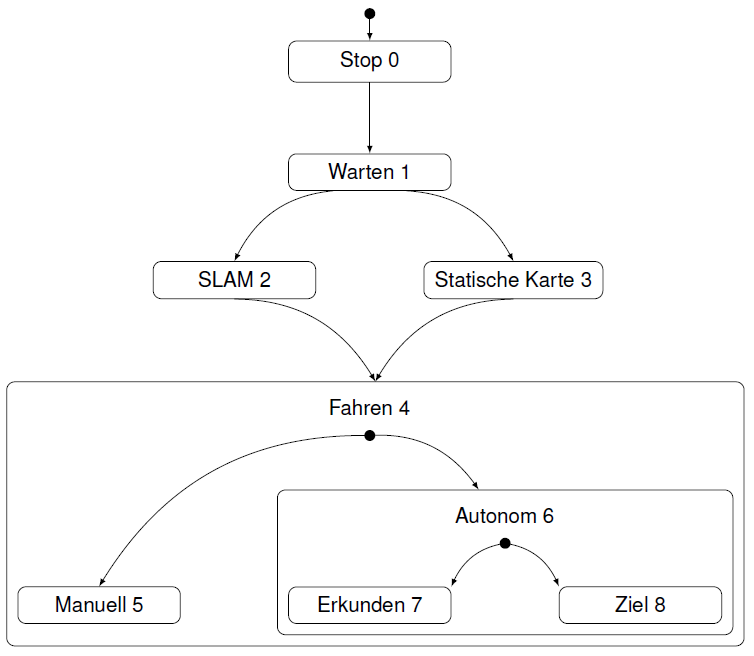 Stop 0
Warten 1
SLAM 2
Statische Karte 3
Fahren 4
Autonom 6
Manuell 5
Erkunden 7
Ziel 8